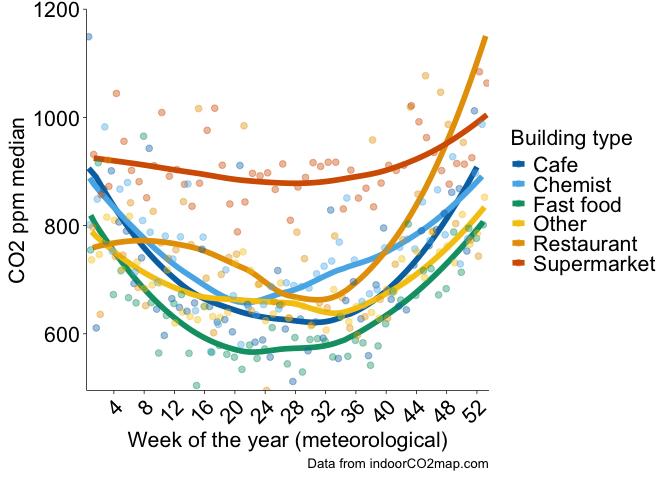 1200
1000
800
600
CO2 ppm median
4
8
12
16
20
24
28
32
36
40
44
48
52
Week of the year (meteorological)
Data from indoorCO2map.com
Building type
Cafe
Chemist
Fast food
Other
Restaurant
Supermarket